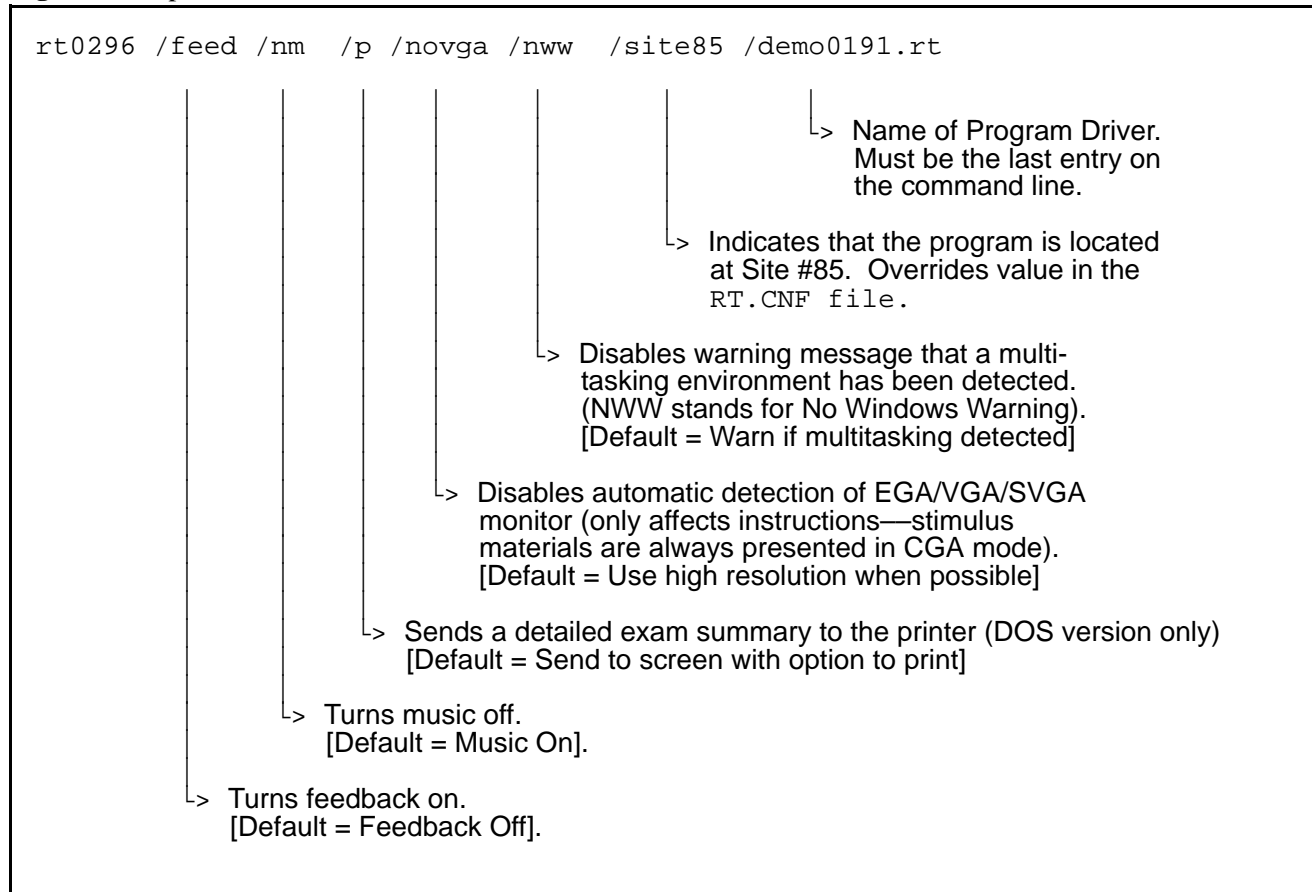 rt0296 /feed /nm /p /novga /nww /site85 /demo0191.rt
Name of Program Driver.
Must be the last entry on
the command line.
Indicates that the program is located
at Site #85. Overrides value in the
RT.CNF file.
Disables warning message that a multi-
tasking environment has been detected.
(NWW stands for No Windows Warning).
[Default = Warn if multitasking detected]
Disables automatic detection of EGA/VGA/SVGA
monitor (only affects instructions—stimulus
materials are always presented in CGA mode).
[Default = Use high resolution when possible]
Sends a detailed exam summary to the printer (DOS version only)
[Default = Send to screen with option to print]
Turns music off.
[Default = Music On].
Turns feedback on.
[Default = Feedback Off].